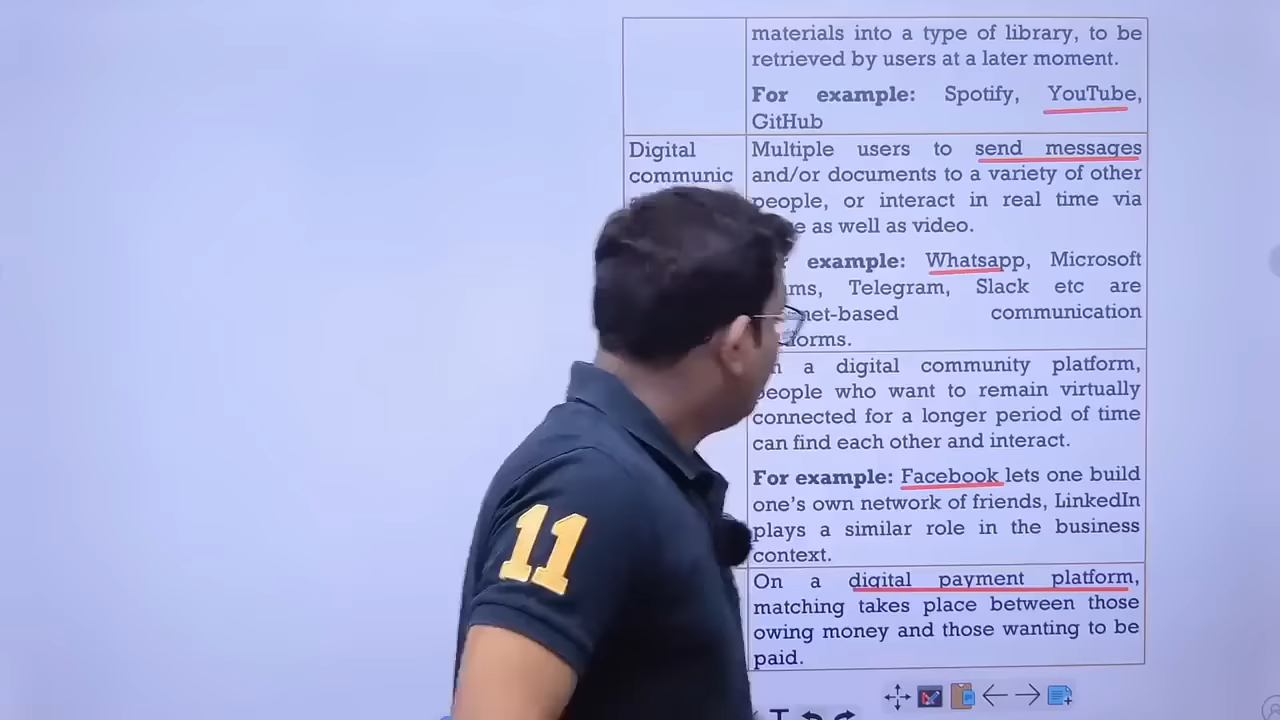 materials into a type of library, to be
retrieved by users at a later moment.
For example: Spotify, YouTube,
GitHub
Digital
communic
Multiple users to send messages
and/or documents to a variety of other
people, or interact in real time via
as well as video.
example: Whatsapp, Microsoft
Telegram, Slack etc are
communication
a digital community platform,
people who want to remain virtually
connected for a longer period of time
can find each other and interact.
For example: Facebook lets one build
one's own network of friends, LinkedIn
plays a similar role in the business
context.
On a digital payment platform,
matching takes place between those
owing money and those wanting to be
paid.
11